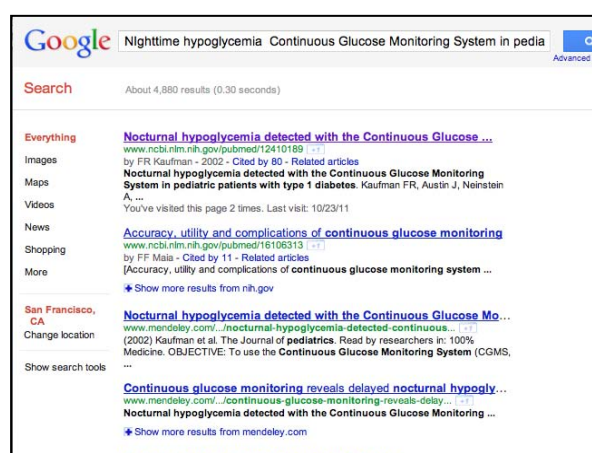 Google
NIghttime hypoglycemia Continuous Glucose Monitoring System in pedia
Advanced
Search
About 4,880 results (0.30 seconds)
Everything
Images
Maps
Videos
News
Shopping
More
San Francisco,
CA
Change location
Show search tools
Nocturnal hypoglycemia detected with the Continuous Glucose ...
www.ncbi.nlm.nih.gov/pubmed/12410189 +1
by FR Kaufman - 2002 - Cited by 80 - Related articles
Nocturnal hypoglycemia detected with the Continuous Glucose Monitoring
System in pediatric patients with type 1 diabetes. Kaufman FR, Austin J, Neinstein
A, ...
You've visited this page 2 times. Last visit: 10/23/11
Accuracy, utility and complications of continuous glucose monitoring
www.ncbi.nlm.nih.gov/pubmed/16106313 +1
by FF Maia - Cited by 11 - Related articles
[Accuracy, utility and complications of continuous glucose monitoring system ...
Show more results from nih.gov
Nocturnal hypoglycemia detected with the Continuous Glucose Mo...
www.mendeley.com/.../nocturnal-hypoglycemia-detected-continuous... +1
(2002) Kaufman et al. The Journal of pediatrics. Read by researchers in: 100%
Medicine. OBJECTIVE: To use the Continuous Glucose Monitoring System (CGMS,
...
Continuous glucose monitoring reveals delayed nocturnal hypogly...
www.mendeley.com/.../continuous-glucose-monitoring-reveals-delay... +1
Nocturnal hypoglycemia detected with the Continuous Glucose Monitoring ...
Show more results from mendeley.com